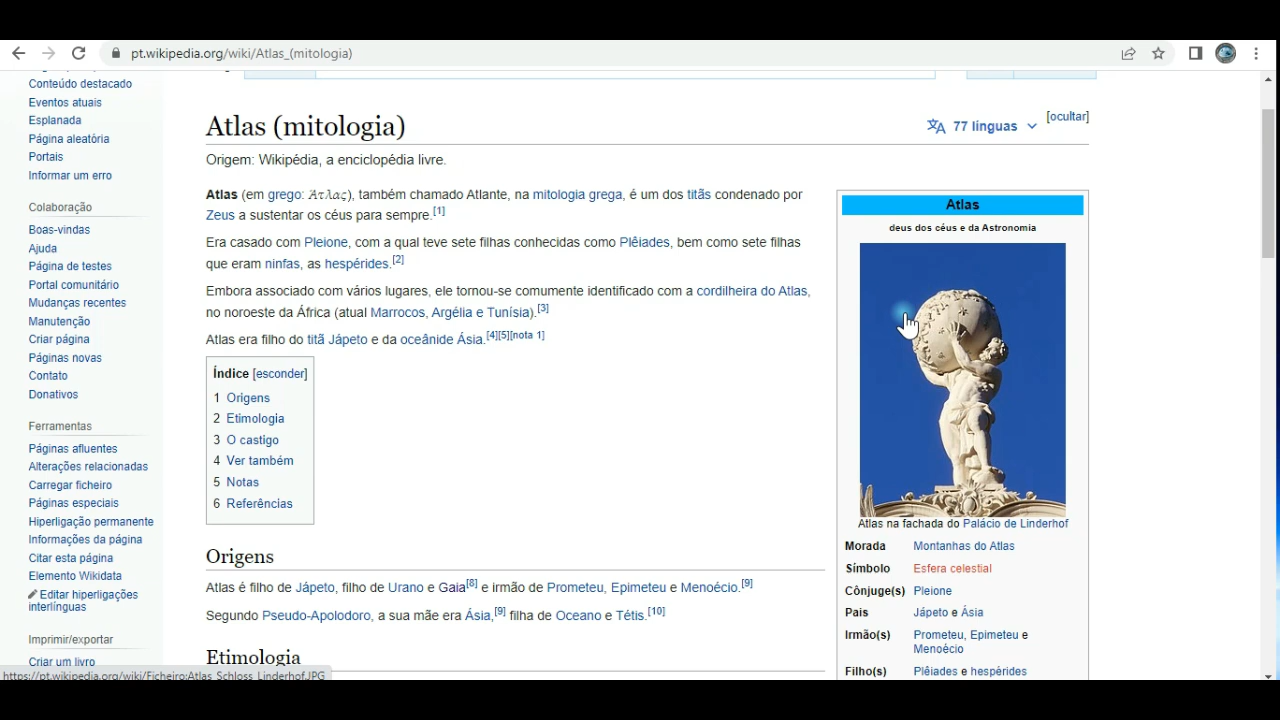 pt.wikipedia.org/wiki/Atlas_(mitologia)
Conteúdo destacado
Eventos atuais
Esplanada
Página aleatória
Portais
Informar um erro
Colaboração
Boas-vindas
Ajuda
Página de testes
Portal comunitário
Mudanças recentes
Manutenção
Criar página
Páginas novas
Contato
Donativos
Ferramentas
Páginas afluentes
Alterações relacionadas
Carregar ficheiro
Páginas especiais
Hiperligação permanente
Informações da página
Citar esta página
Elemento Wikidata
Editar hiperligações
interlínguas
Imprimir/exportar
Criar um livro
https://pt.wikipedia.org/wiki/Ficheiro:Atlas_Schloss_Linderhof.JPG
[ocultar]
Atlas (mitologia)
77 línguas
Origem: Wikipédia, a enciclopédia livre.
Atlas (em grego: Ἄτλας), também chamado Atlante, na mitologia grega, é um dos titãs condenado por
Zeus a sustentar os céus para sempre.[1]
Era casado com Pleione, com a qual teve sete filhas conhecidas como Plêiades, bem como sete filhas
que eram ninfas, as hespérides.[2]
Embora associado com vários lugares, ele tornou-se comumente identificado com a cordilheira do Atlas,
no noroeste da África (atual Marrocos, Argélia e Tunísia).[3]
Atlas era filho do titã Jápeto e da oceânide Ásia.[4][5][nota 1]
Índice [esconder]
1 Origens
2 Etimologia
3 O castigo
4 Ver também
5 Notas
6 Referências
Origens
Atlas é filho de Jápeto, filho de Urano e Gaia[8] e irmão de Prometeu, Epimeteu e Menoécio.[9]
Segundo Pseudo-Apolodoro, a sua mãe era Ásia,[9] filha de Oceano e Tétis.[10]
Etimologia
Atlas
deus dos céus e da Astronomia
Atlas na fachada do Palácio de Linderhof
Morada Montanhas do Atlas
Símbolo Esfera celestial
Cônjuge(s) Pleione
Pais Jápeto e Ásia
Irmão(s) Prometeu, Epimeteu e
Menoécio
Filho(s) Plêiades e hespérides